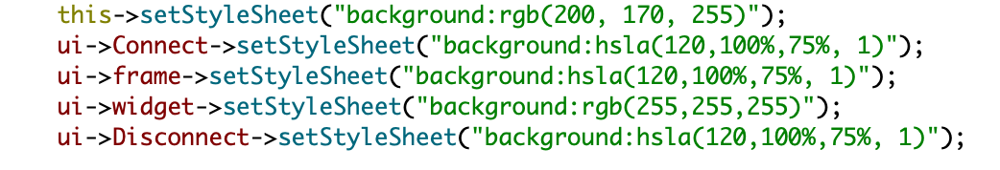 this->setStyleSheet("background:rgb(200, 170, 255)");
ui->Connect->setStyleSheet("background:hsla(120,100%,75%, 1)");
ui->frame->setStyleSheet("background:hsla(120,100%,75%, 1)");
ui->widget->setStyleSheet("background:rgb(255,255,255)");
ui->Disconnect->setStyleSheet("background:hsla(120,100%,75%, 1)");